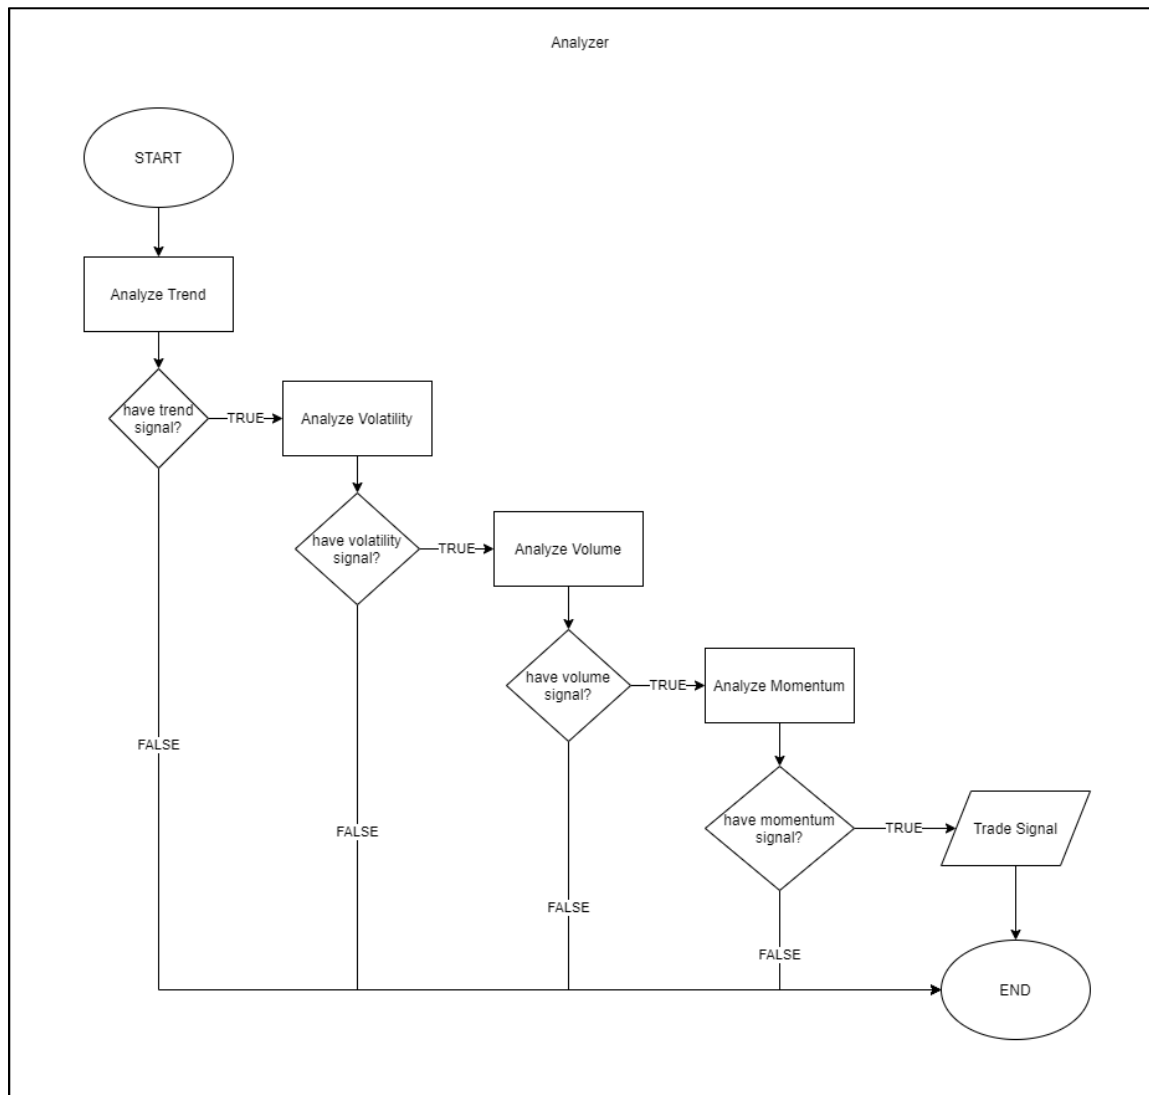 Analyzer
START
Analyze Trend
have trend
signal?
TRUE
Analyze Volatility
have volatility
signal?
TRUE
Analyze Volume
have volume
signal?
TRUE
Analyze Momentum
FALSE
have momentum
signal?
TRUE
Trade Signal
FALSE
FALSE
FALSE
END